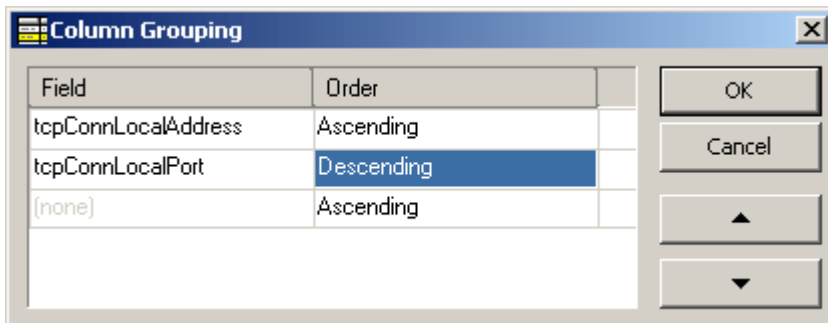 Column Grouping
Field Order
tcpConnLocalAddress Ascending
tcpConnLocalPort Descending
(none) Ascending
OK
Cancel